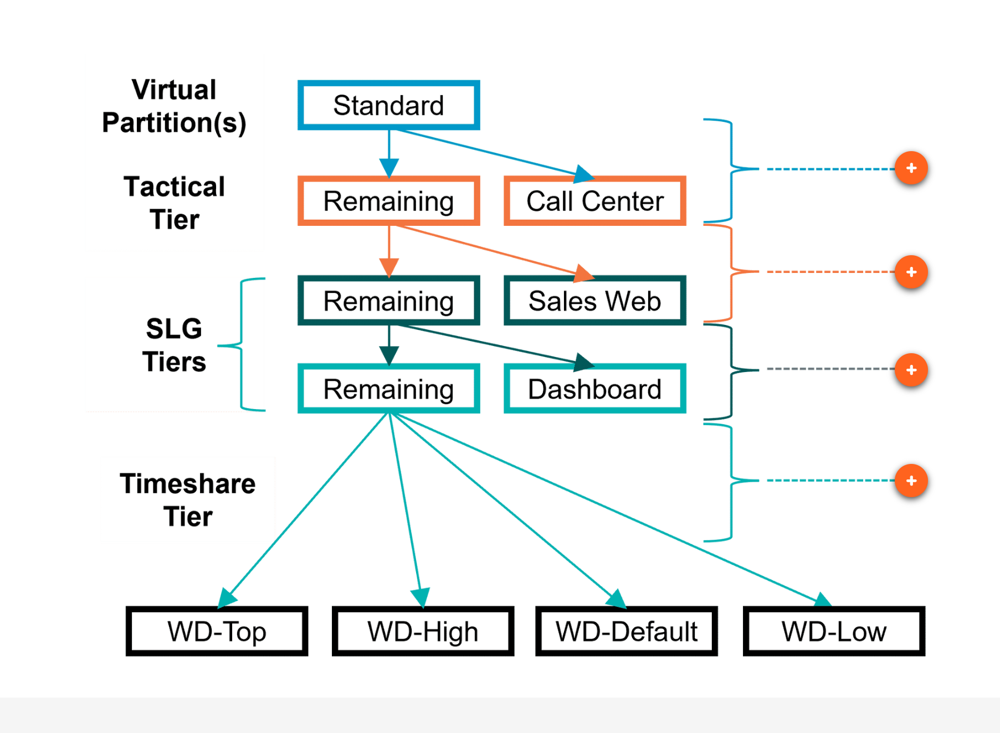 Virtual
Partition(s)
Standard
Tactical
Tier
Remaining
Call Center
SLG
Tiers
Remaining
Sales Web
Remaining
Dashboard
Timeshare
Tier
WD-Top
WD-High
WD-Default
WD-Low